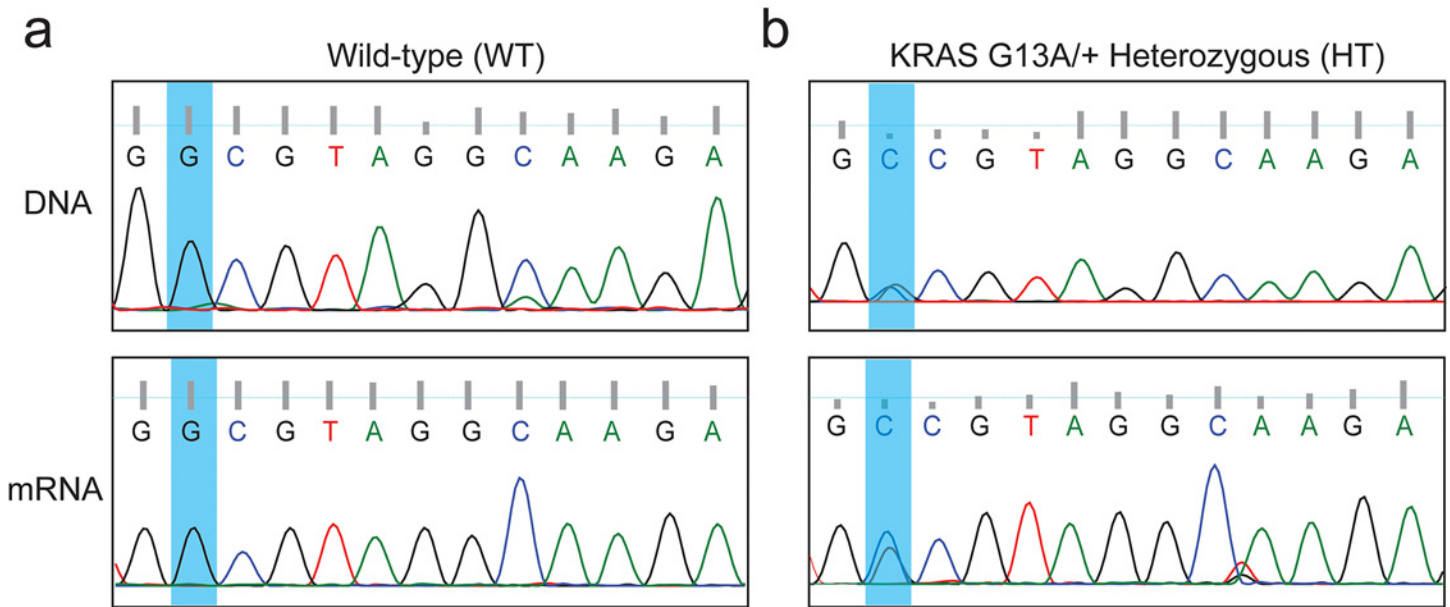 a
Wild-type (WT)
b
KRAS G13A/+ Heterozygous (HT)
DNA
G G C G T A G G C A A G A
G C C G T A G G C A A G A
mRNA
G G C G T A G G C A A G A
G C C G T A G G C A A G A